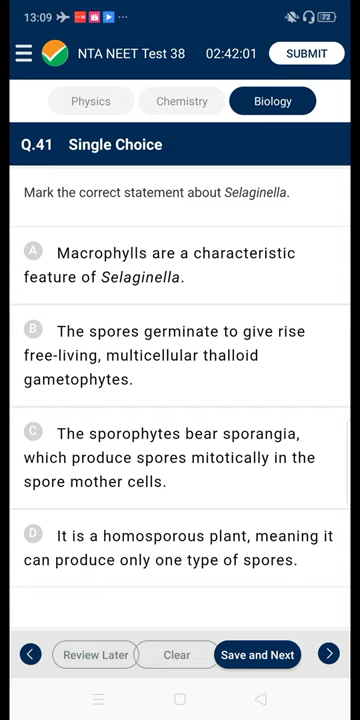 13:09
72
NTA NEET Test 38 02:42:01 SUBMIT
Physics Chemistry Biology
Q.41 Single Choice
Mark the correct statement about Selaginella.
A Macrophylls are a characteristic
feature of Selaginella.
B The spores germinate to give rise
free-living, multicellular thalloid
gametophytes.
C The sporophytes bear sporangia,
which produce spores mitotically in the
spore mother cells.
D It is a homosporous plant, meaning it
can produce only one type of spores.
Review Later Clear Save and Next